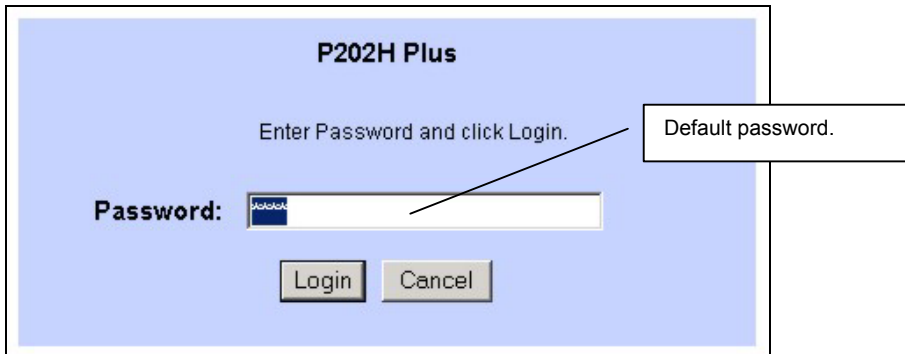 P202H Plus
Enter Password and click Login.
Default password.
Password: ****
Login Cancel